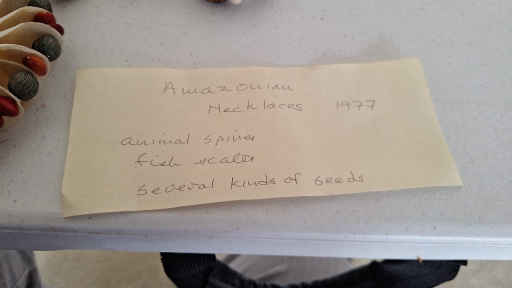 Amazonian
Necklaces 1977
animal spines
fish scales
several kinds of seeds